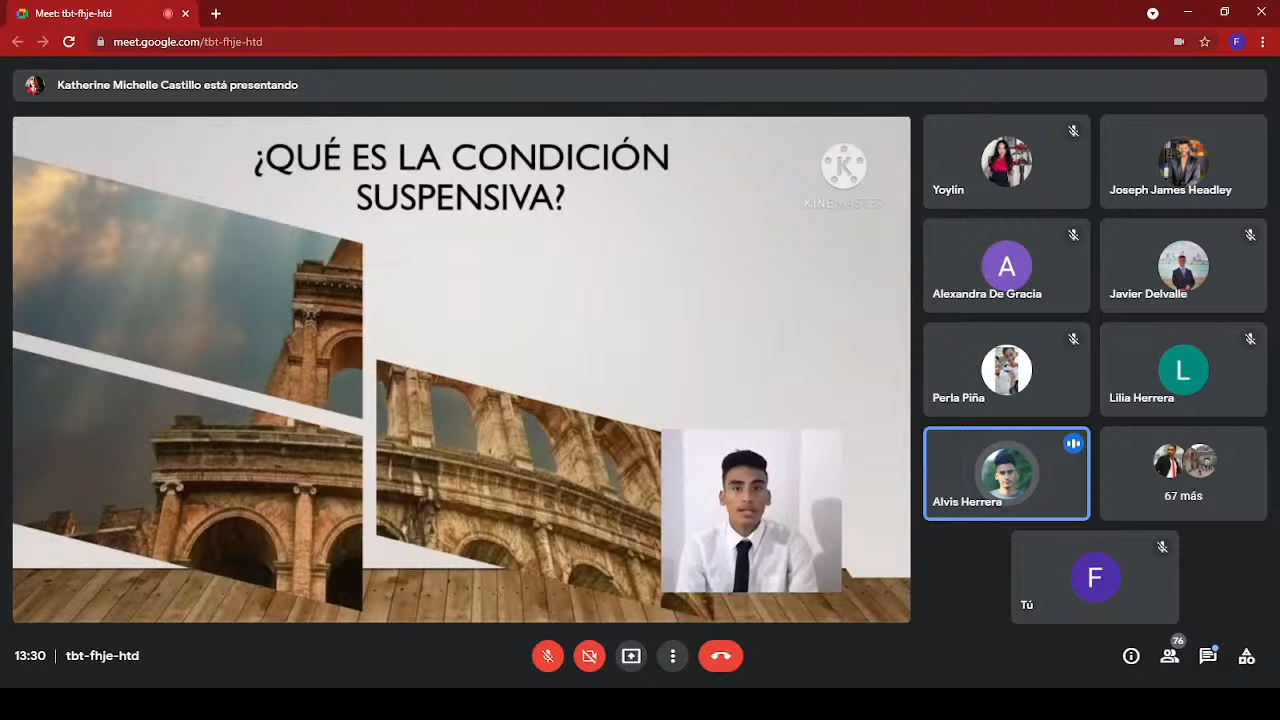 Meet: tbt-fhje-htd
meet.google.com/tbt-fhje-htd
F
Katherine Michelle Castillo está presentando
¿QUÉ ES LA CONDICIÓN
SUSPENSIVA?
K
KINEMASTER
Yoylín
Joseph James Headley
A
Alexandra De Gracia
Javier Delvalle
Perla Piña
L
Lilia Herrera
Alvis Herrera
67 más
F
Tú
13:30
tbt-fhje-htd
76